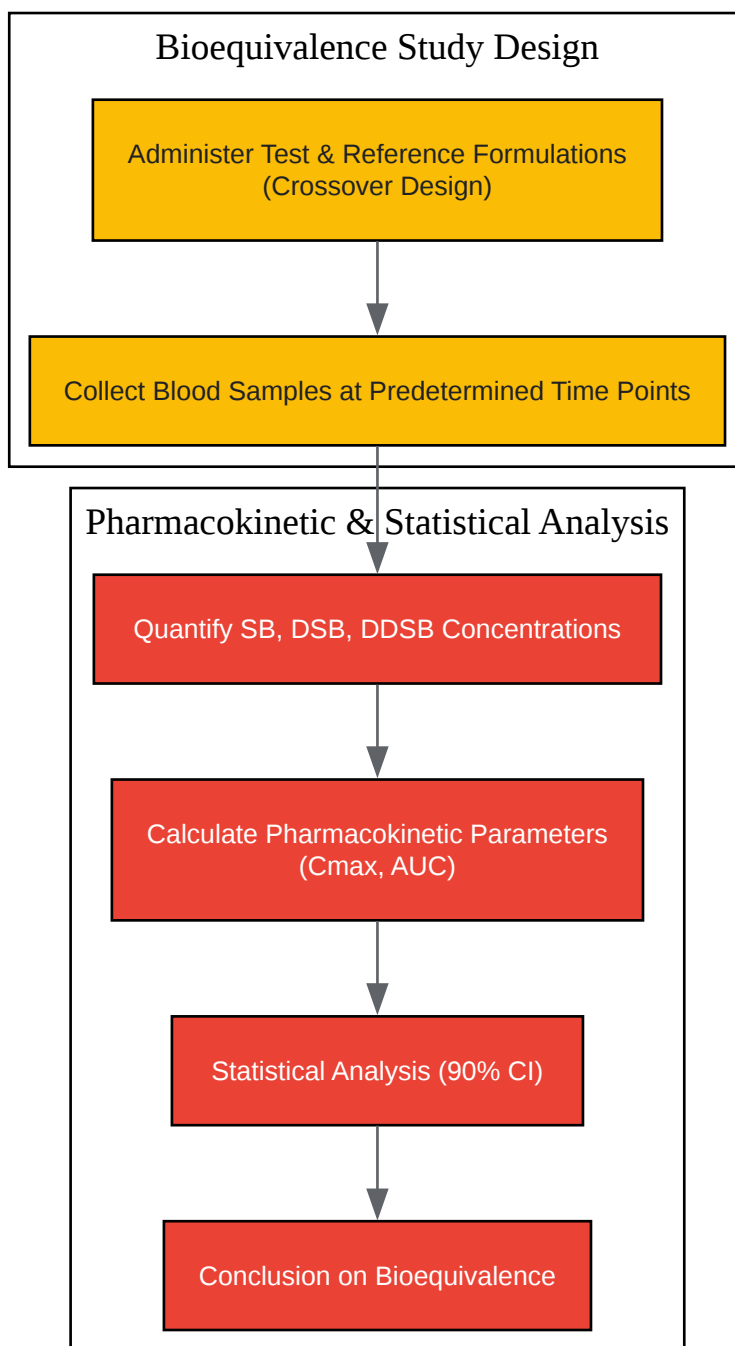 Bioequivalence Study Design
Administer Test & Reference Formulations
(Crossover Design)
Collect Blood Samples at Predetermined Time Points
Pharmacokinetic & Statistical Analysis
Quantify SB, DSB, DDSB Concentrations
Calculate Pharmacokinetic Parameters
(Cmax, AUC)
Statistical Analysis (90% CI)
Conclusion on Bioequivalence